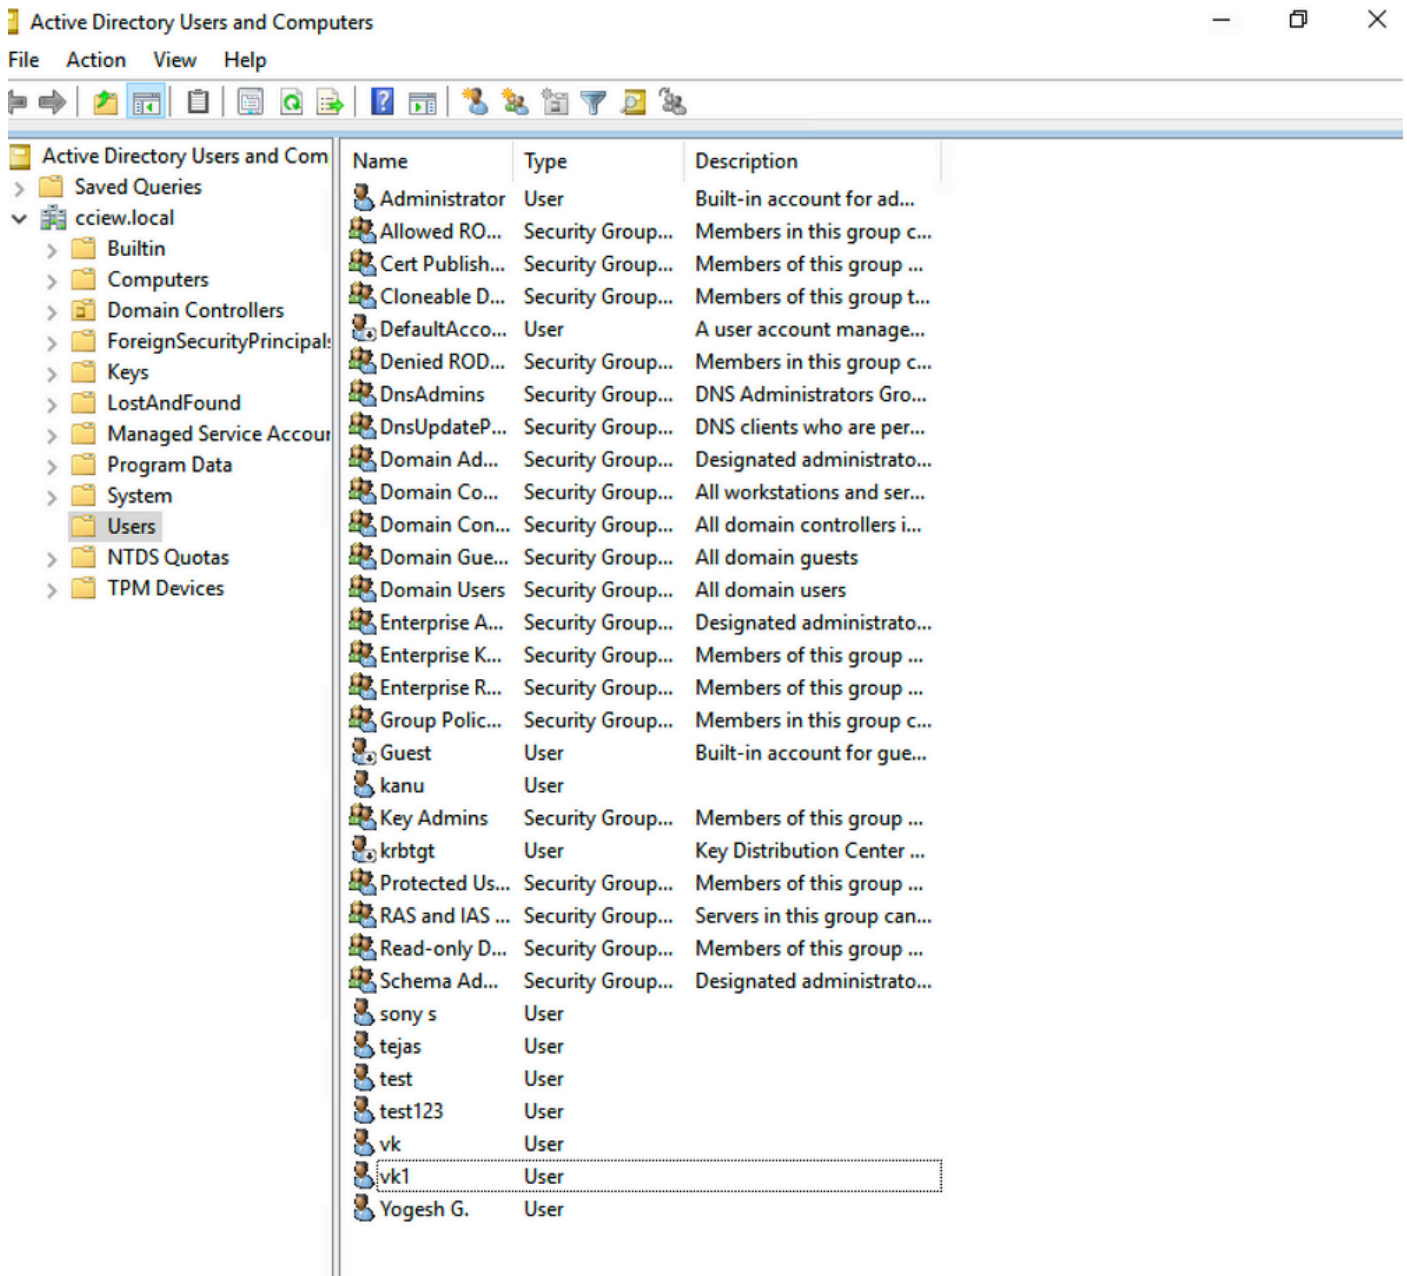 Active Directory Users and Computers
File Action View Help
Active Directory Users and Com
Saved Queries
cciew.local
Builtin
Computers
Domain Controllers
ForeignSecurityPrincipals
Keys
LostAndFound
Managed Service Accour
Program Data
System
Users
NTDS Quotas
TPM Devices
Name Type Description
Administrator User Built-in account for ad...
Allowed RO... Security Group... Members in this group c...
Cert Publish... Security Group... Members of this group ...
Cloneable D... Security Group... Members of this group t...
DefaultAcco... User A user account manage...
Denied ROD... Security Group... Members in this group c...
DnsAdmins Security Group... DNS Administrators Gro...
DnsUpdateP... Security Group... DNS clients who are per...
Domain Ad... Security Group... Designated administrato...
Domain Co... Security Group... All workstations and ser...
Domain Con... Security Group... All domain controllers i...
Domain Gue... Security Group... All domain guests
Domain Users Security Group... All domain users
Enterprise A... Security Group... Designated administrato...
Enterprise K... Security Group... Members of this group ...
Enterprise R... Security Group... Members of this group ...
Group Polic... Security Group... Members in this group c...
Guest User Built-in account for gue...
kanu User
Key Admins Security Group... Members of this group ...
krbtgt User Key Distribution Center ...
Protected Us... Security Group... Members of this group ...
RAS and IAS ... Security Group... Servers in this group can...
Read-only D... Security Group... Members of this group ...
Schema Ad... Security Group... Designated administrato...
sony s User
tejas User
test User
test123 User
vk User
vk1 User
Yogesh G. User